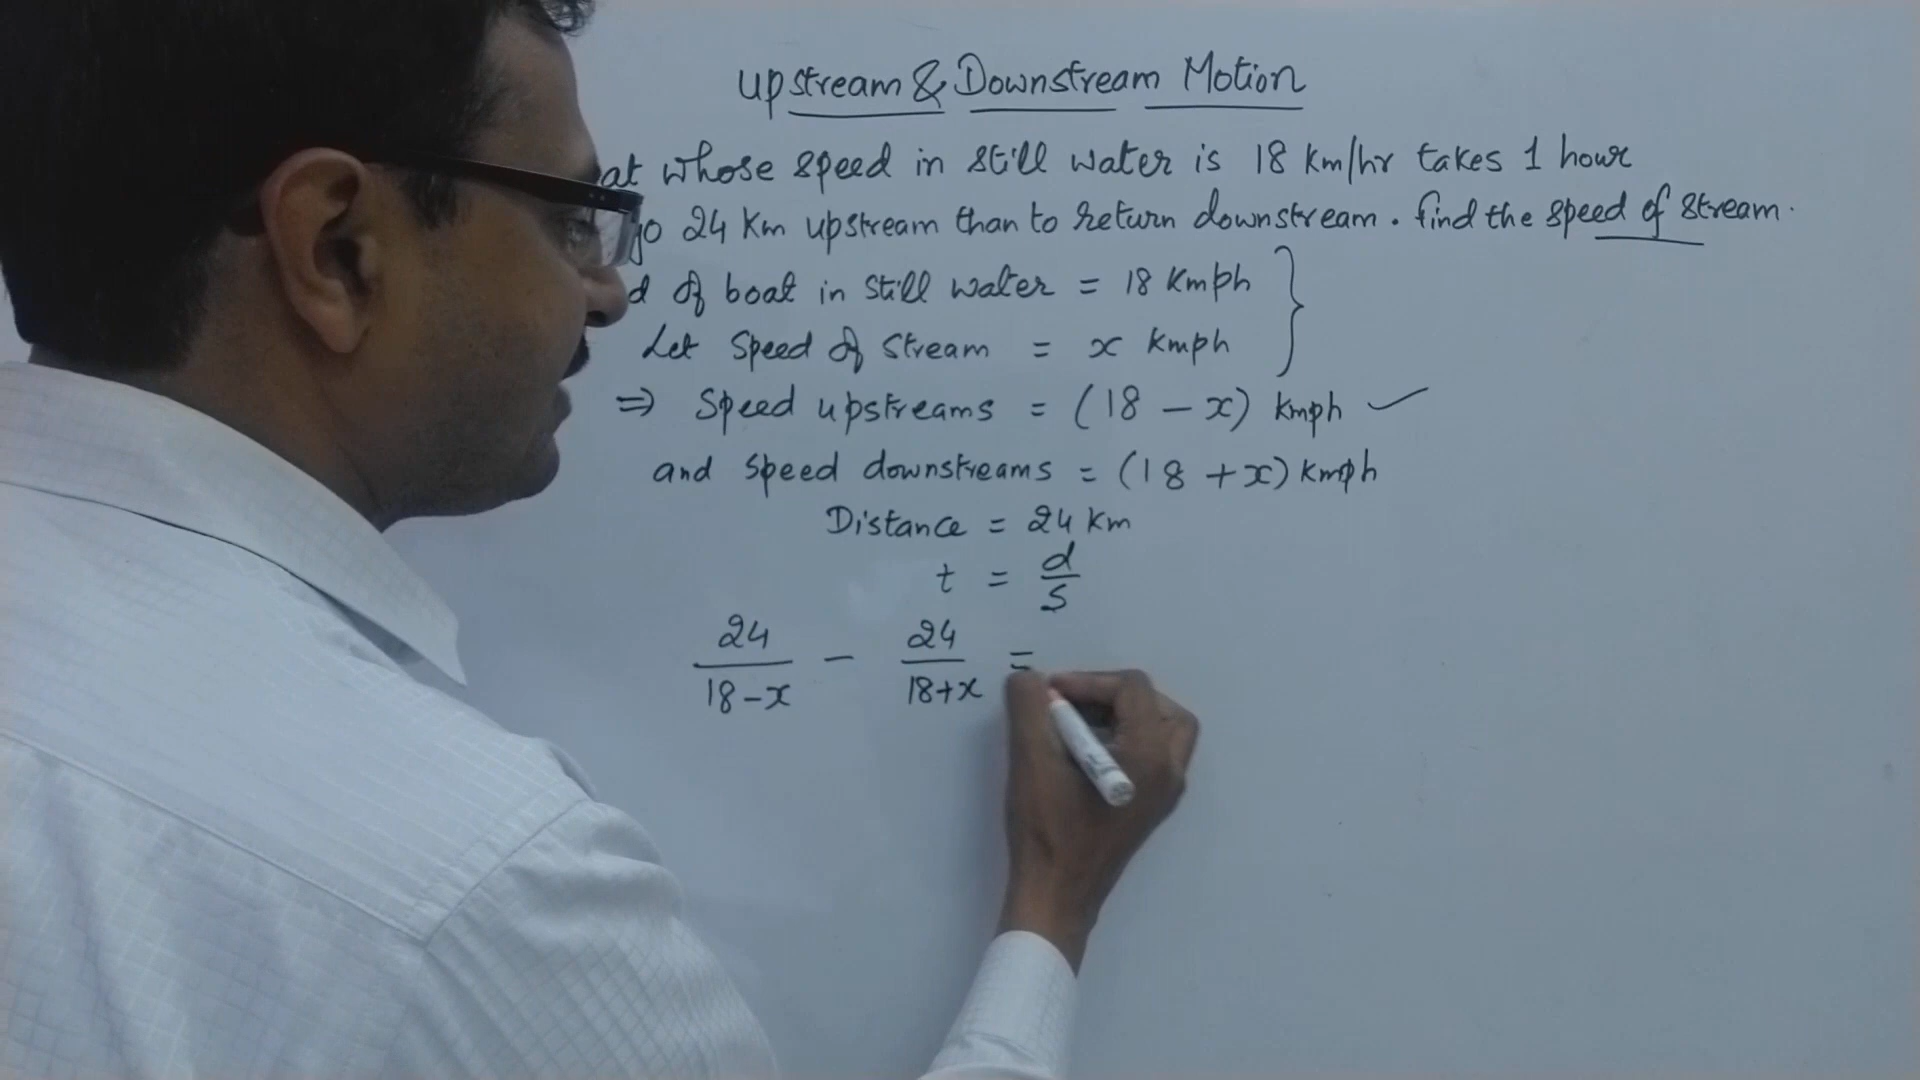 Upstream & Downstream Motion
at whose speed in still water is 18 Km/hr takes 1 hour
go 24 Km upstream than to return downstream. find the speed of stream.
d of boat in still water = 18 Kmph
Let Speed of Stream = x Kmph
⇒ Speed upstreams = (18 - x) Kmph ✓
and speed downstreams = (18 + x) Kmph
Distance = 24 Km
t = d/s
24/18-x - 24/18+x =